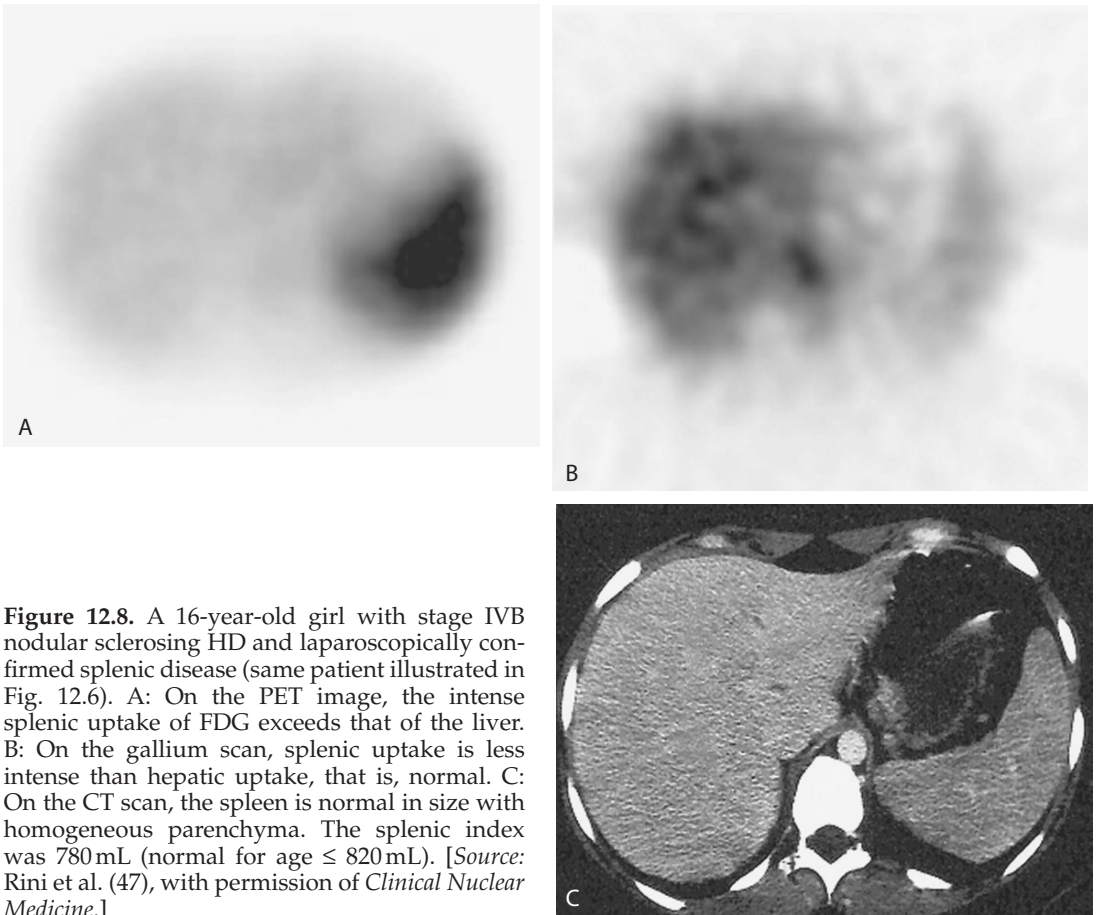 A
B
Figure 12.8. A 16-year-old girl with stage IVB
nodular sclerosing HD and laparoscopically con-
firmed splenic disease (same patient illustrated in
Fig. 12.6). A: On the PET image, the intense
splenic uptake of FDG exceeds that of the liver.
B: On the gallium scan, splenic uptake is less
intense than hepatic uptake, that is, normal. C:
On the CT scan, the spleen is normal in size with
homogeneous parenchyma. The splenic index
was 780 mL (normal for age ≤ 820 mL). [Source:
Rini et al. (47), with permission of Clinical Nuclear
Medicine.]
C